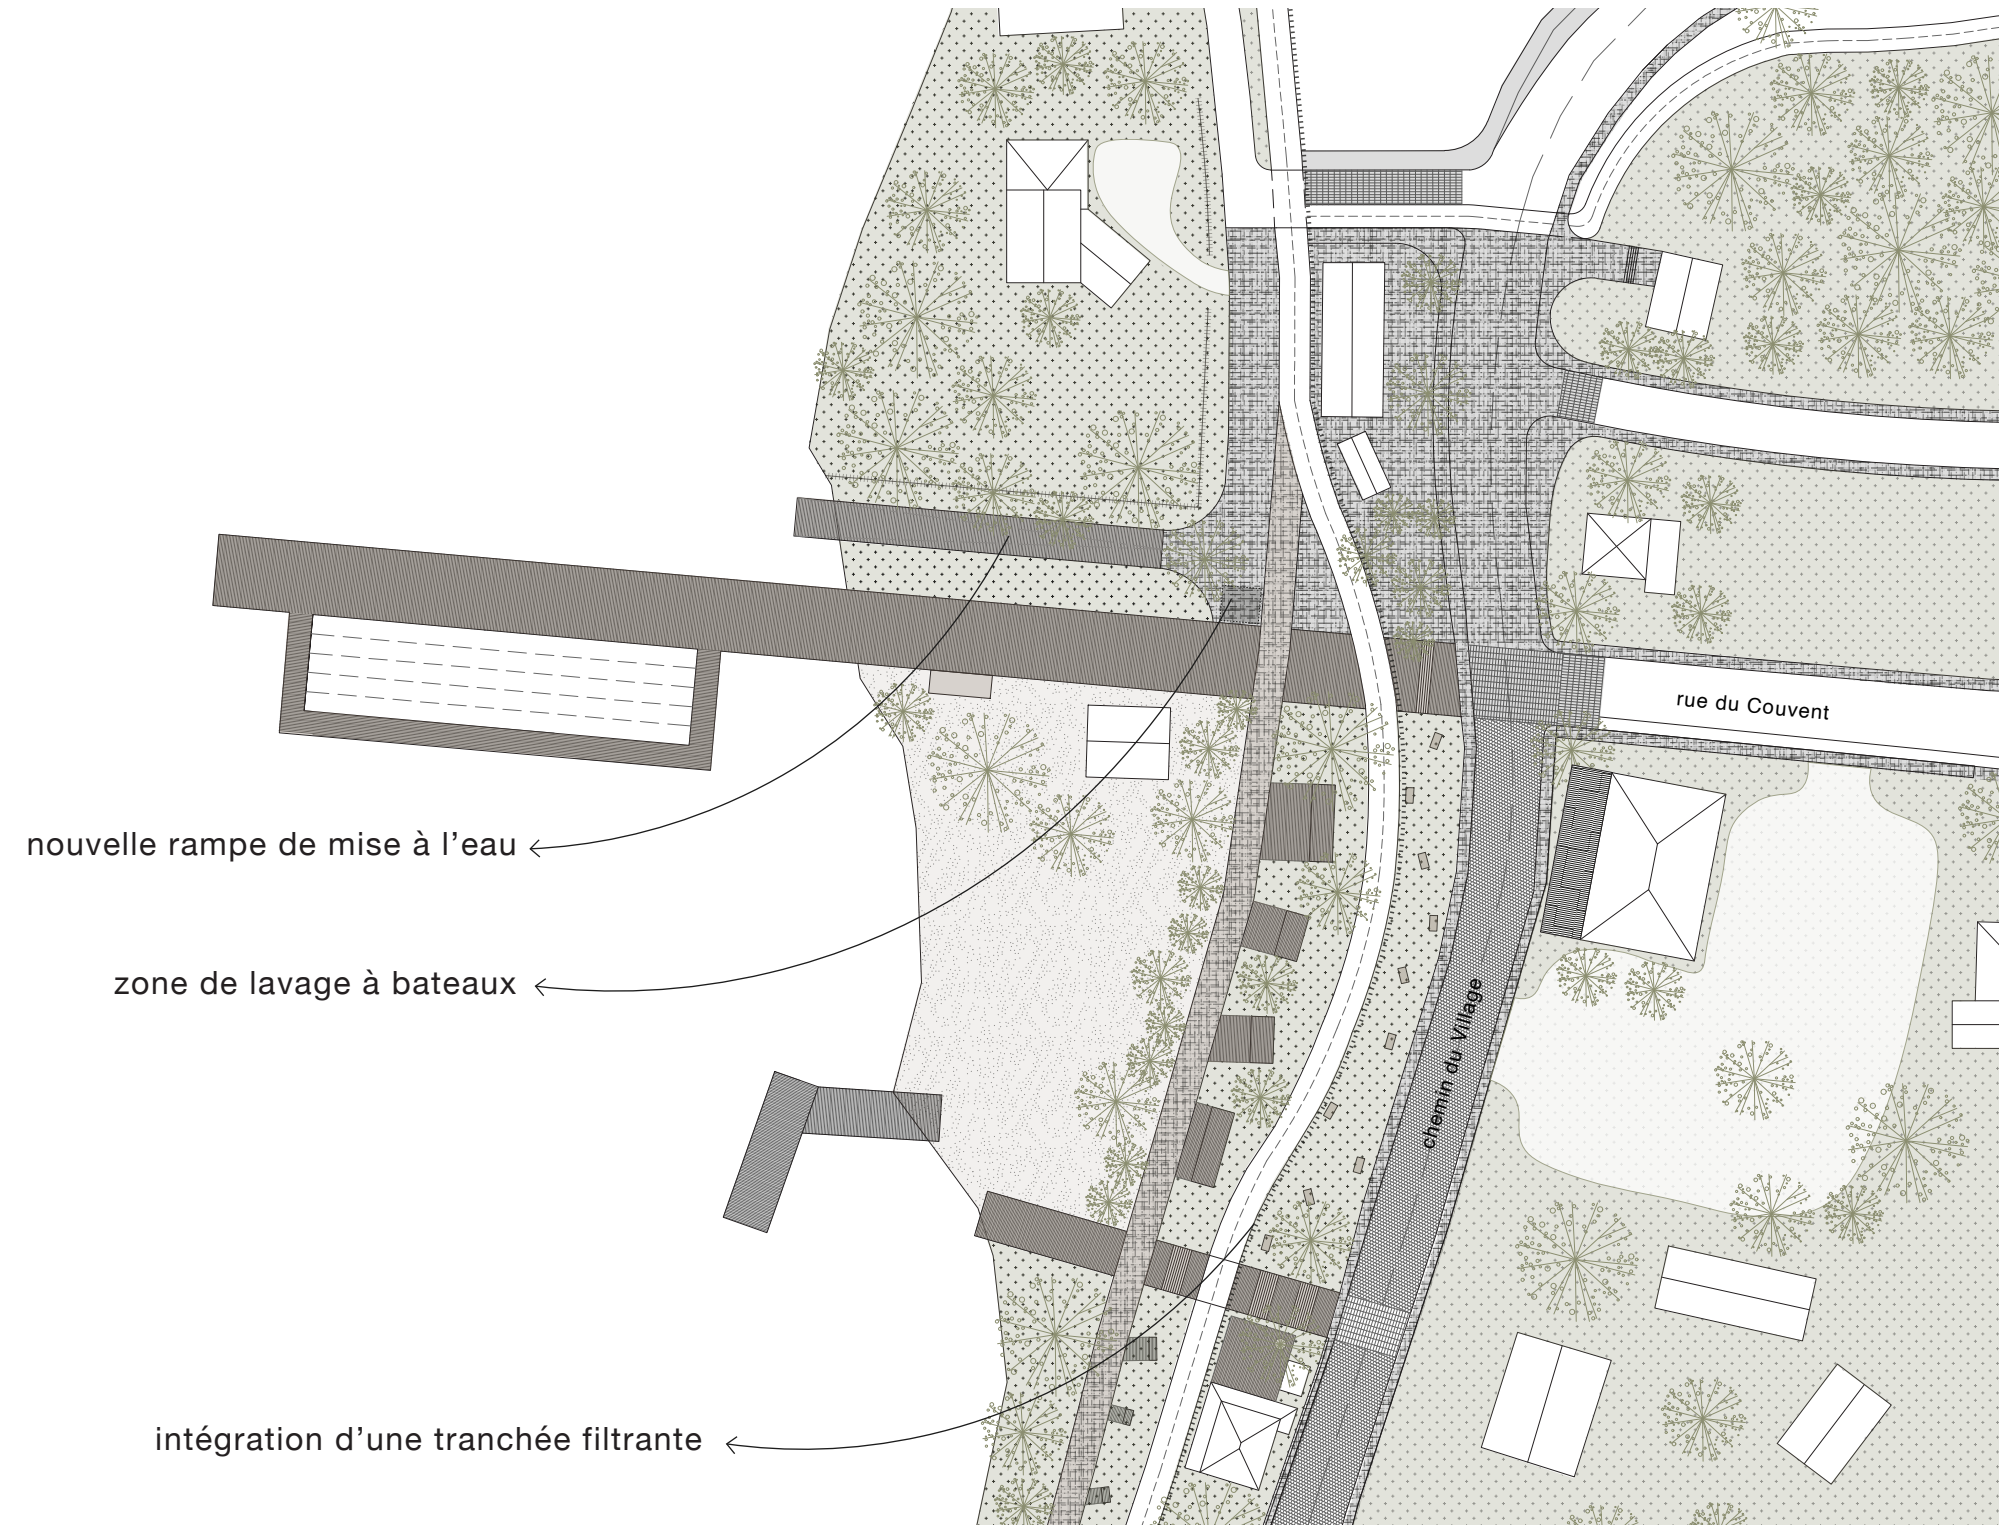 rue du Couvent
nouvelle rampe de mise à l’eau
zone de lavage à bateaux
chemin du Village
intégration d’une tranchée filtrante